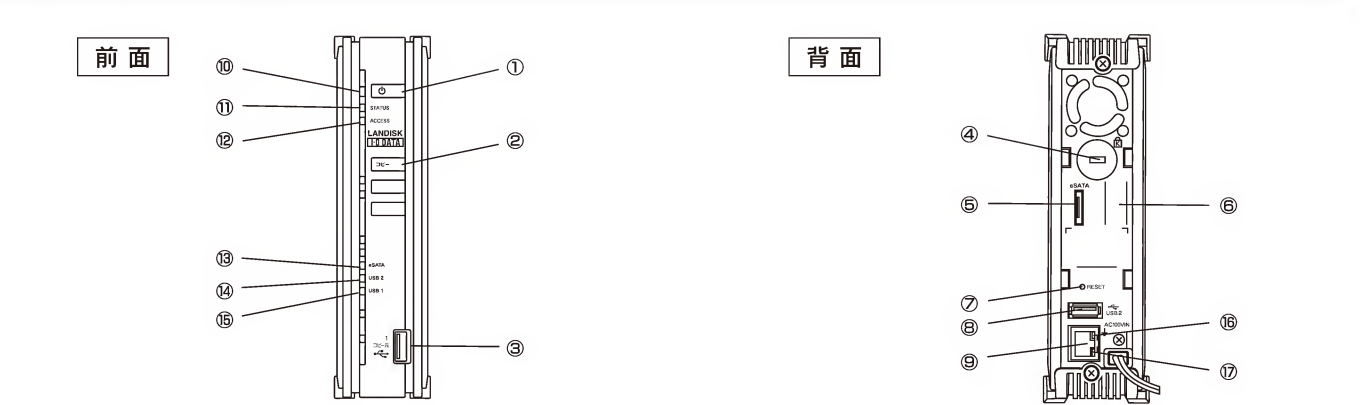 前面
⑩
①
⑪
STATUS
⑫
ACCESS
LANDISK
I-O DATA
②
コピー
⑬
eSATA
⑭
USB 2
⑮
USB 1
1
コピー元
③
背面
④
K
eSATA
⑤
⑥
⑦
RESET
⑧
USB.2
AC100V IN
⑯
⑨
⑰